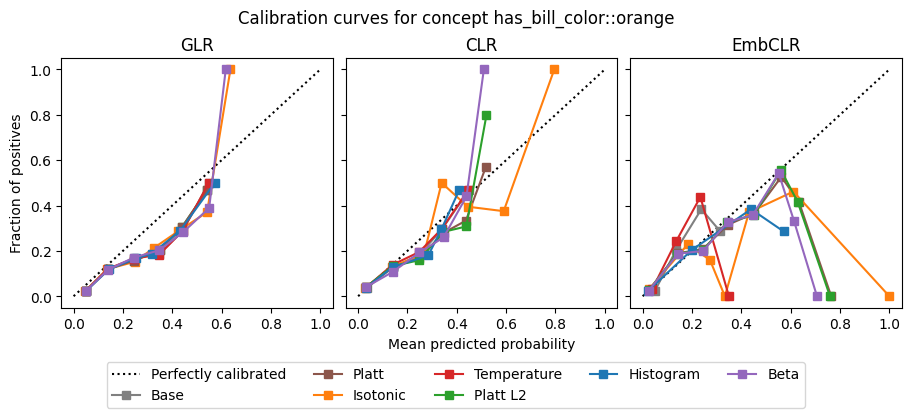 Calibration curves for concept has_bill_color::orange
GLR
CLR
EmbCLR
Fraction of positives
1.0
0.8
0.6
0.4
0.2
0.0
0.0 0.2 0.4 0.6 0.8 1.0
0.0 0.2 0.4 0.6 0.8 1.0
0.0 0.2 0.4 0.6 0.8 1.0
Mean predicted probability
Perfectly calibrated Platt Temperature Histogram Beta
Base Isotonic Platt L2